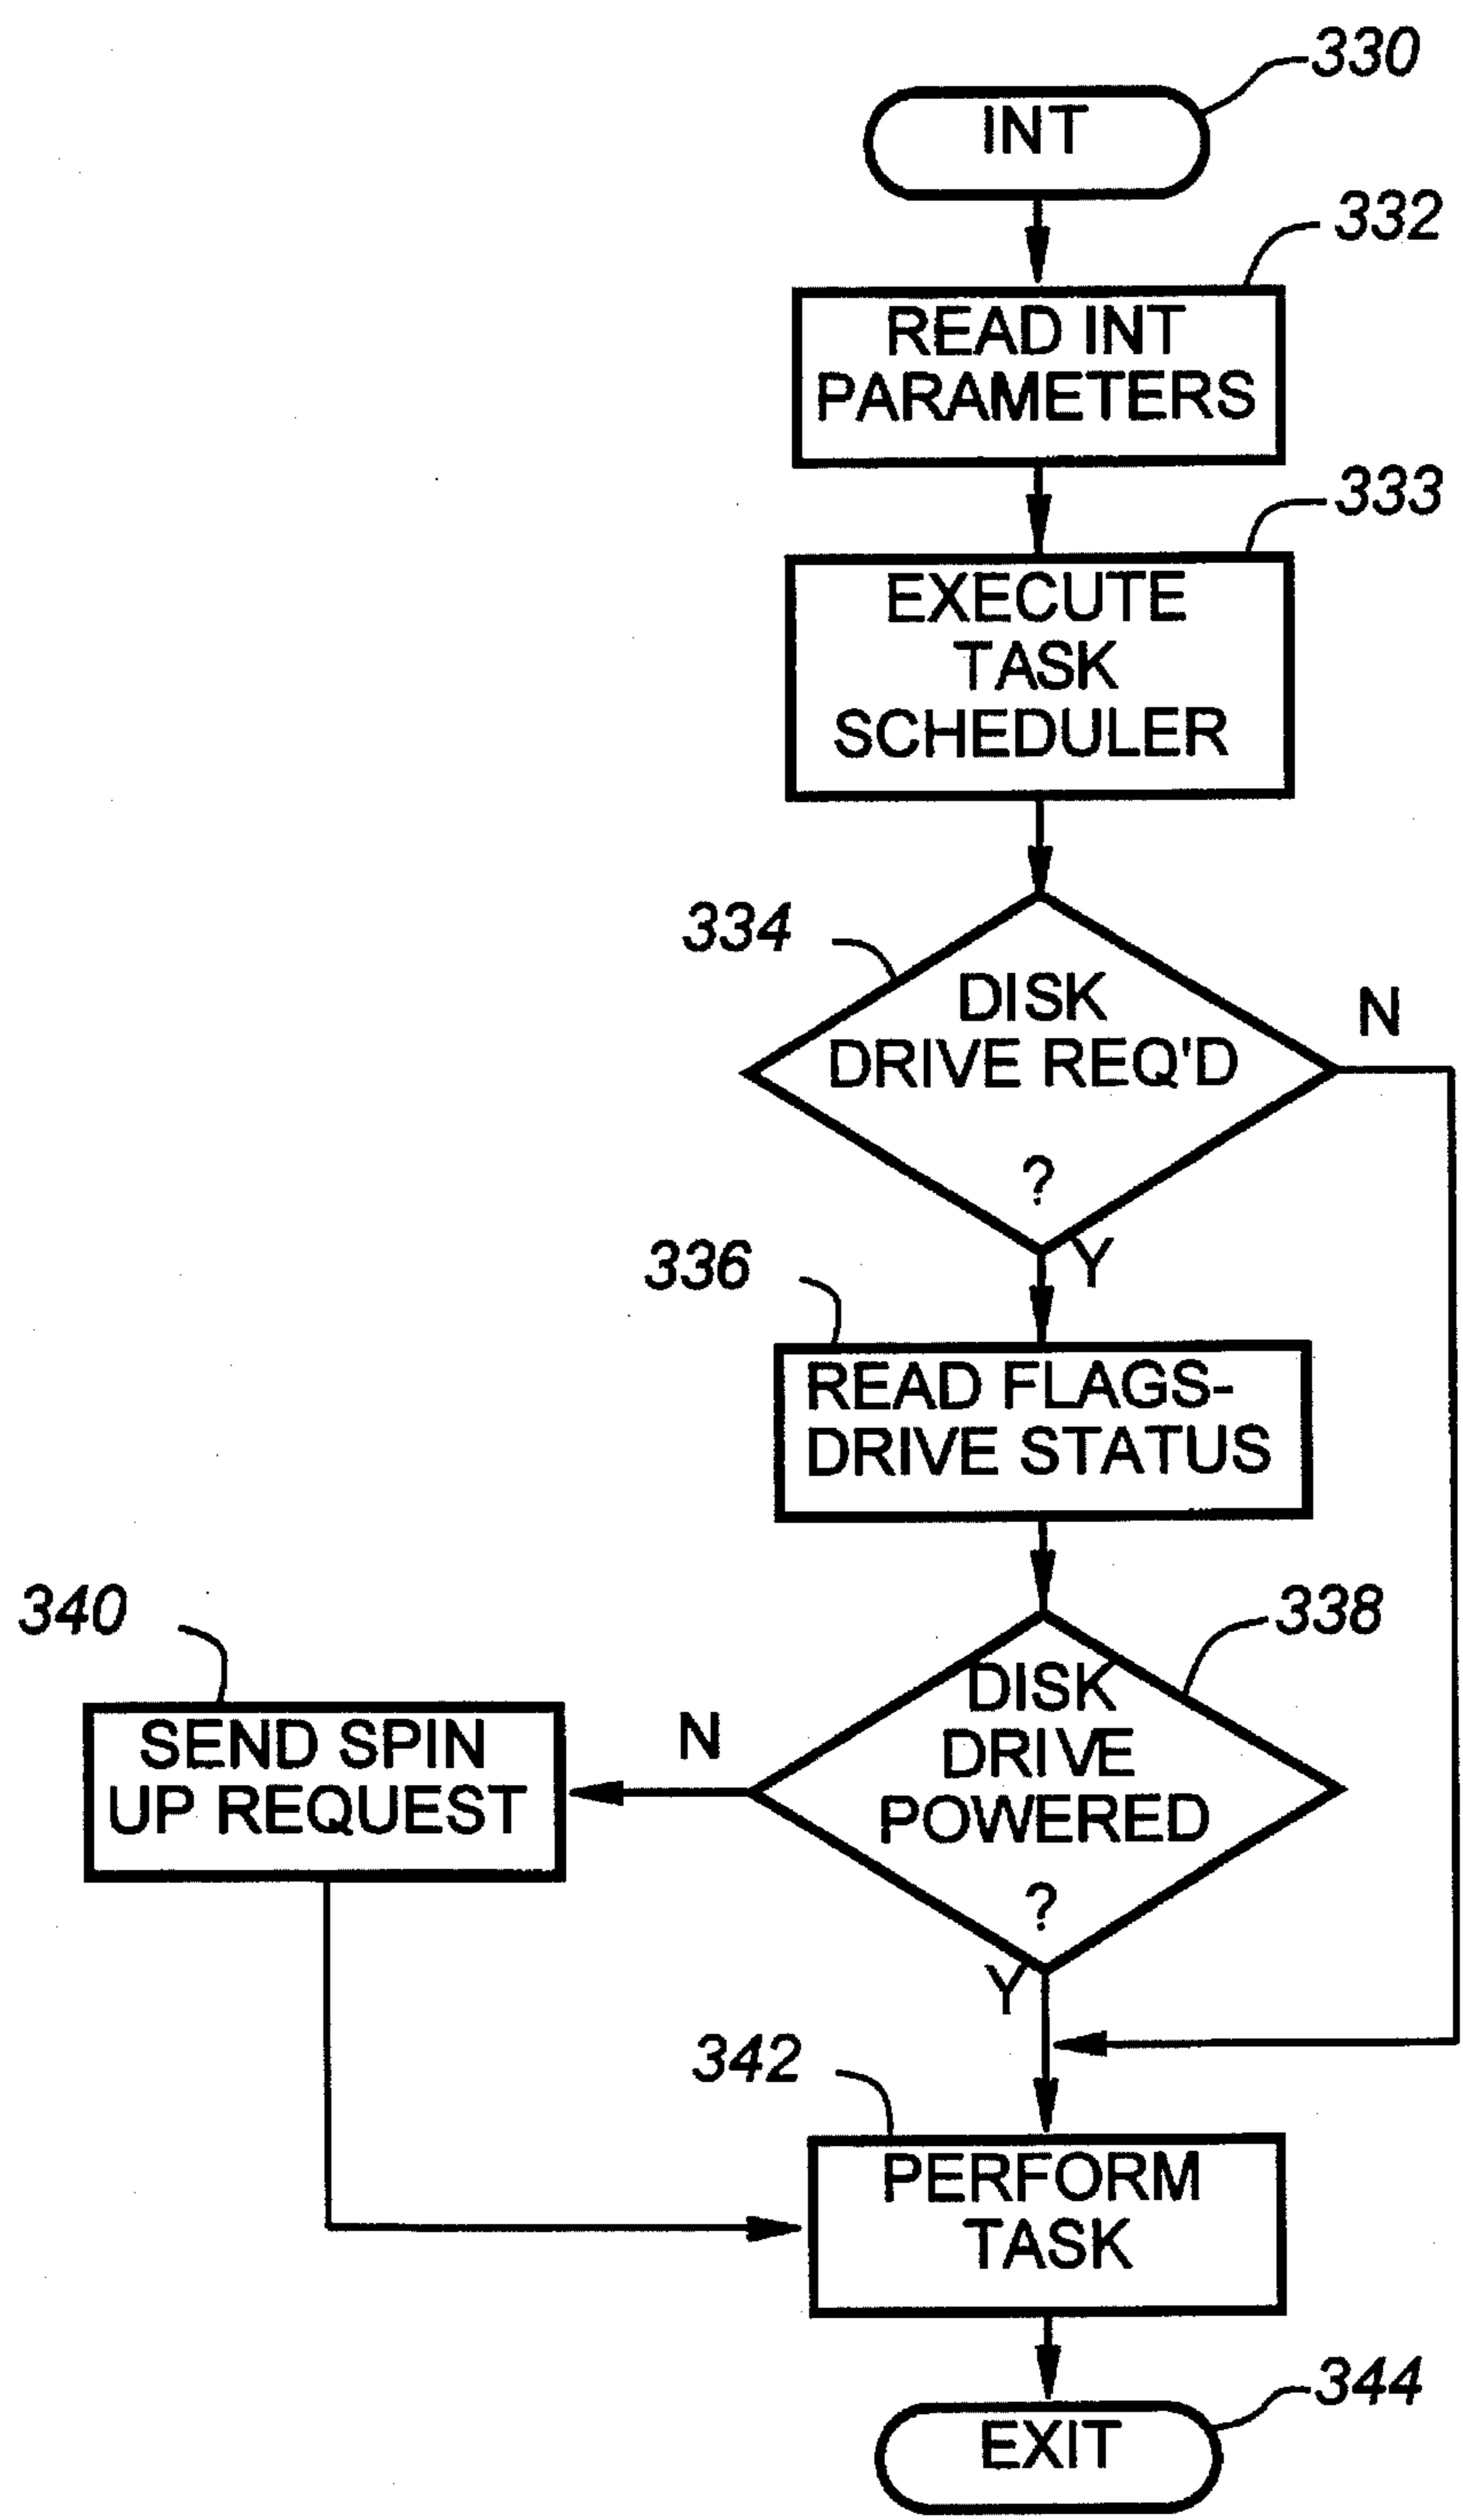 330
INT
332
READ INT
PARAMETERS
333
EXECUTE
TASK
SCHEDULER
334
DISK
DRIVE REQ'D
?
N
Y
336
READ FLAGS-
DRIVE STATUS
340
SEND SPIN
UP REQUEST
N
338
DISK
DRIVE
POWERED
?
Y
342
PERFORM
TASK
344
EXIT